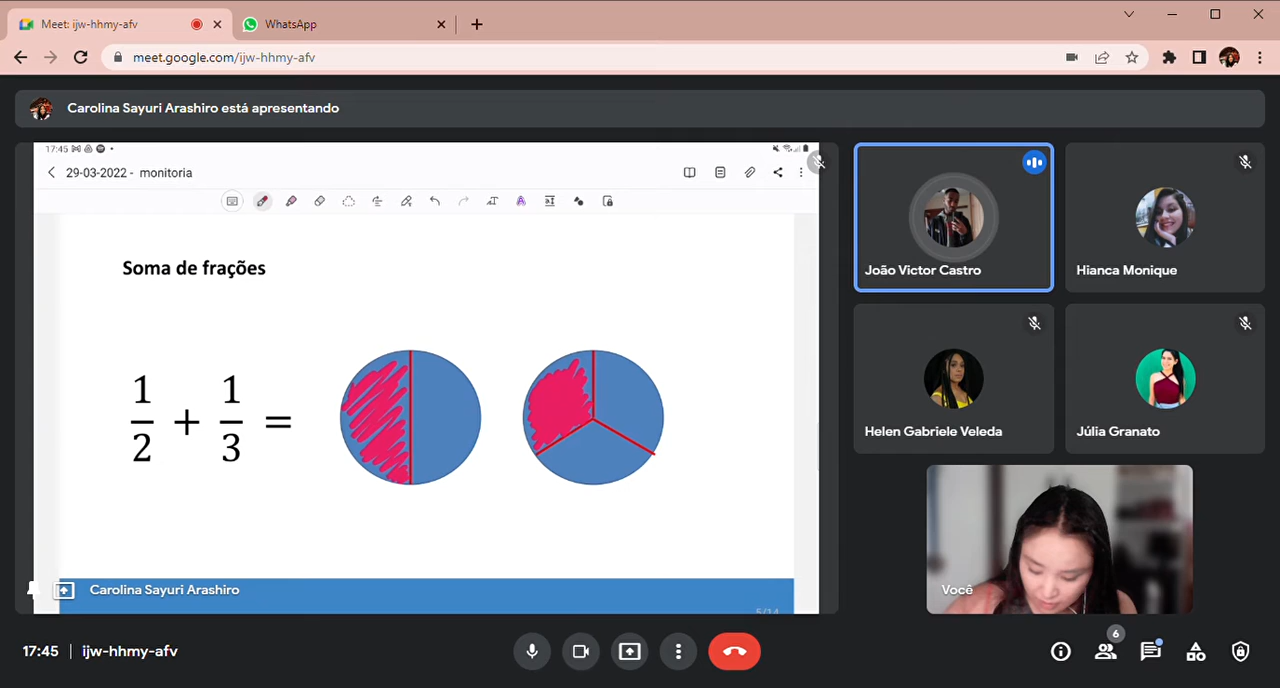 Meet: ijw-hhmy-afv
WhatsApp
meet.google.com/ijw-hhmy-afv
Carolina Sayuri Arashiro está apresentando
17:45
29-03-2022 - monitoria
Soma de frações
1/2 + 1/3 =
Carolina Sayuri Arashiro
5/14
João Victor Castro
Hianca Monique
Helen Gabriele Veleda
Júlia Granato
Você
17:45 | ijw-hhmy-afv
6